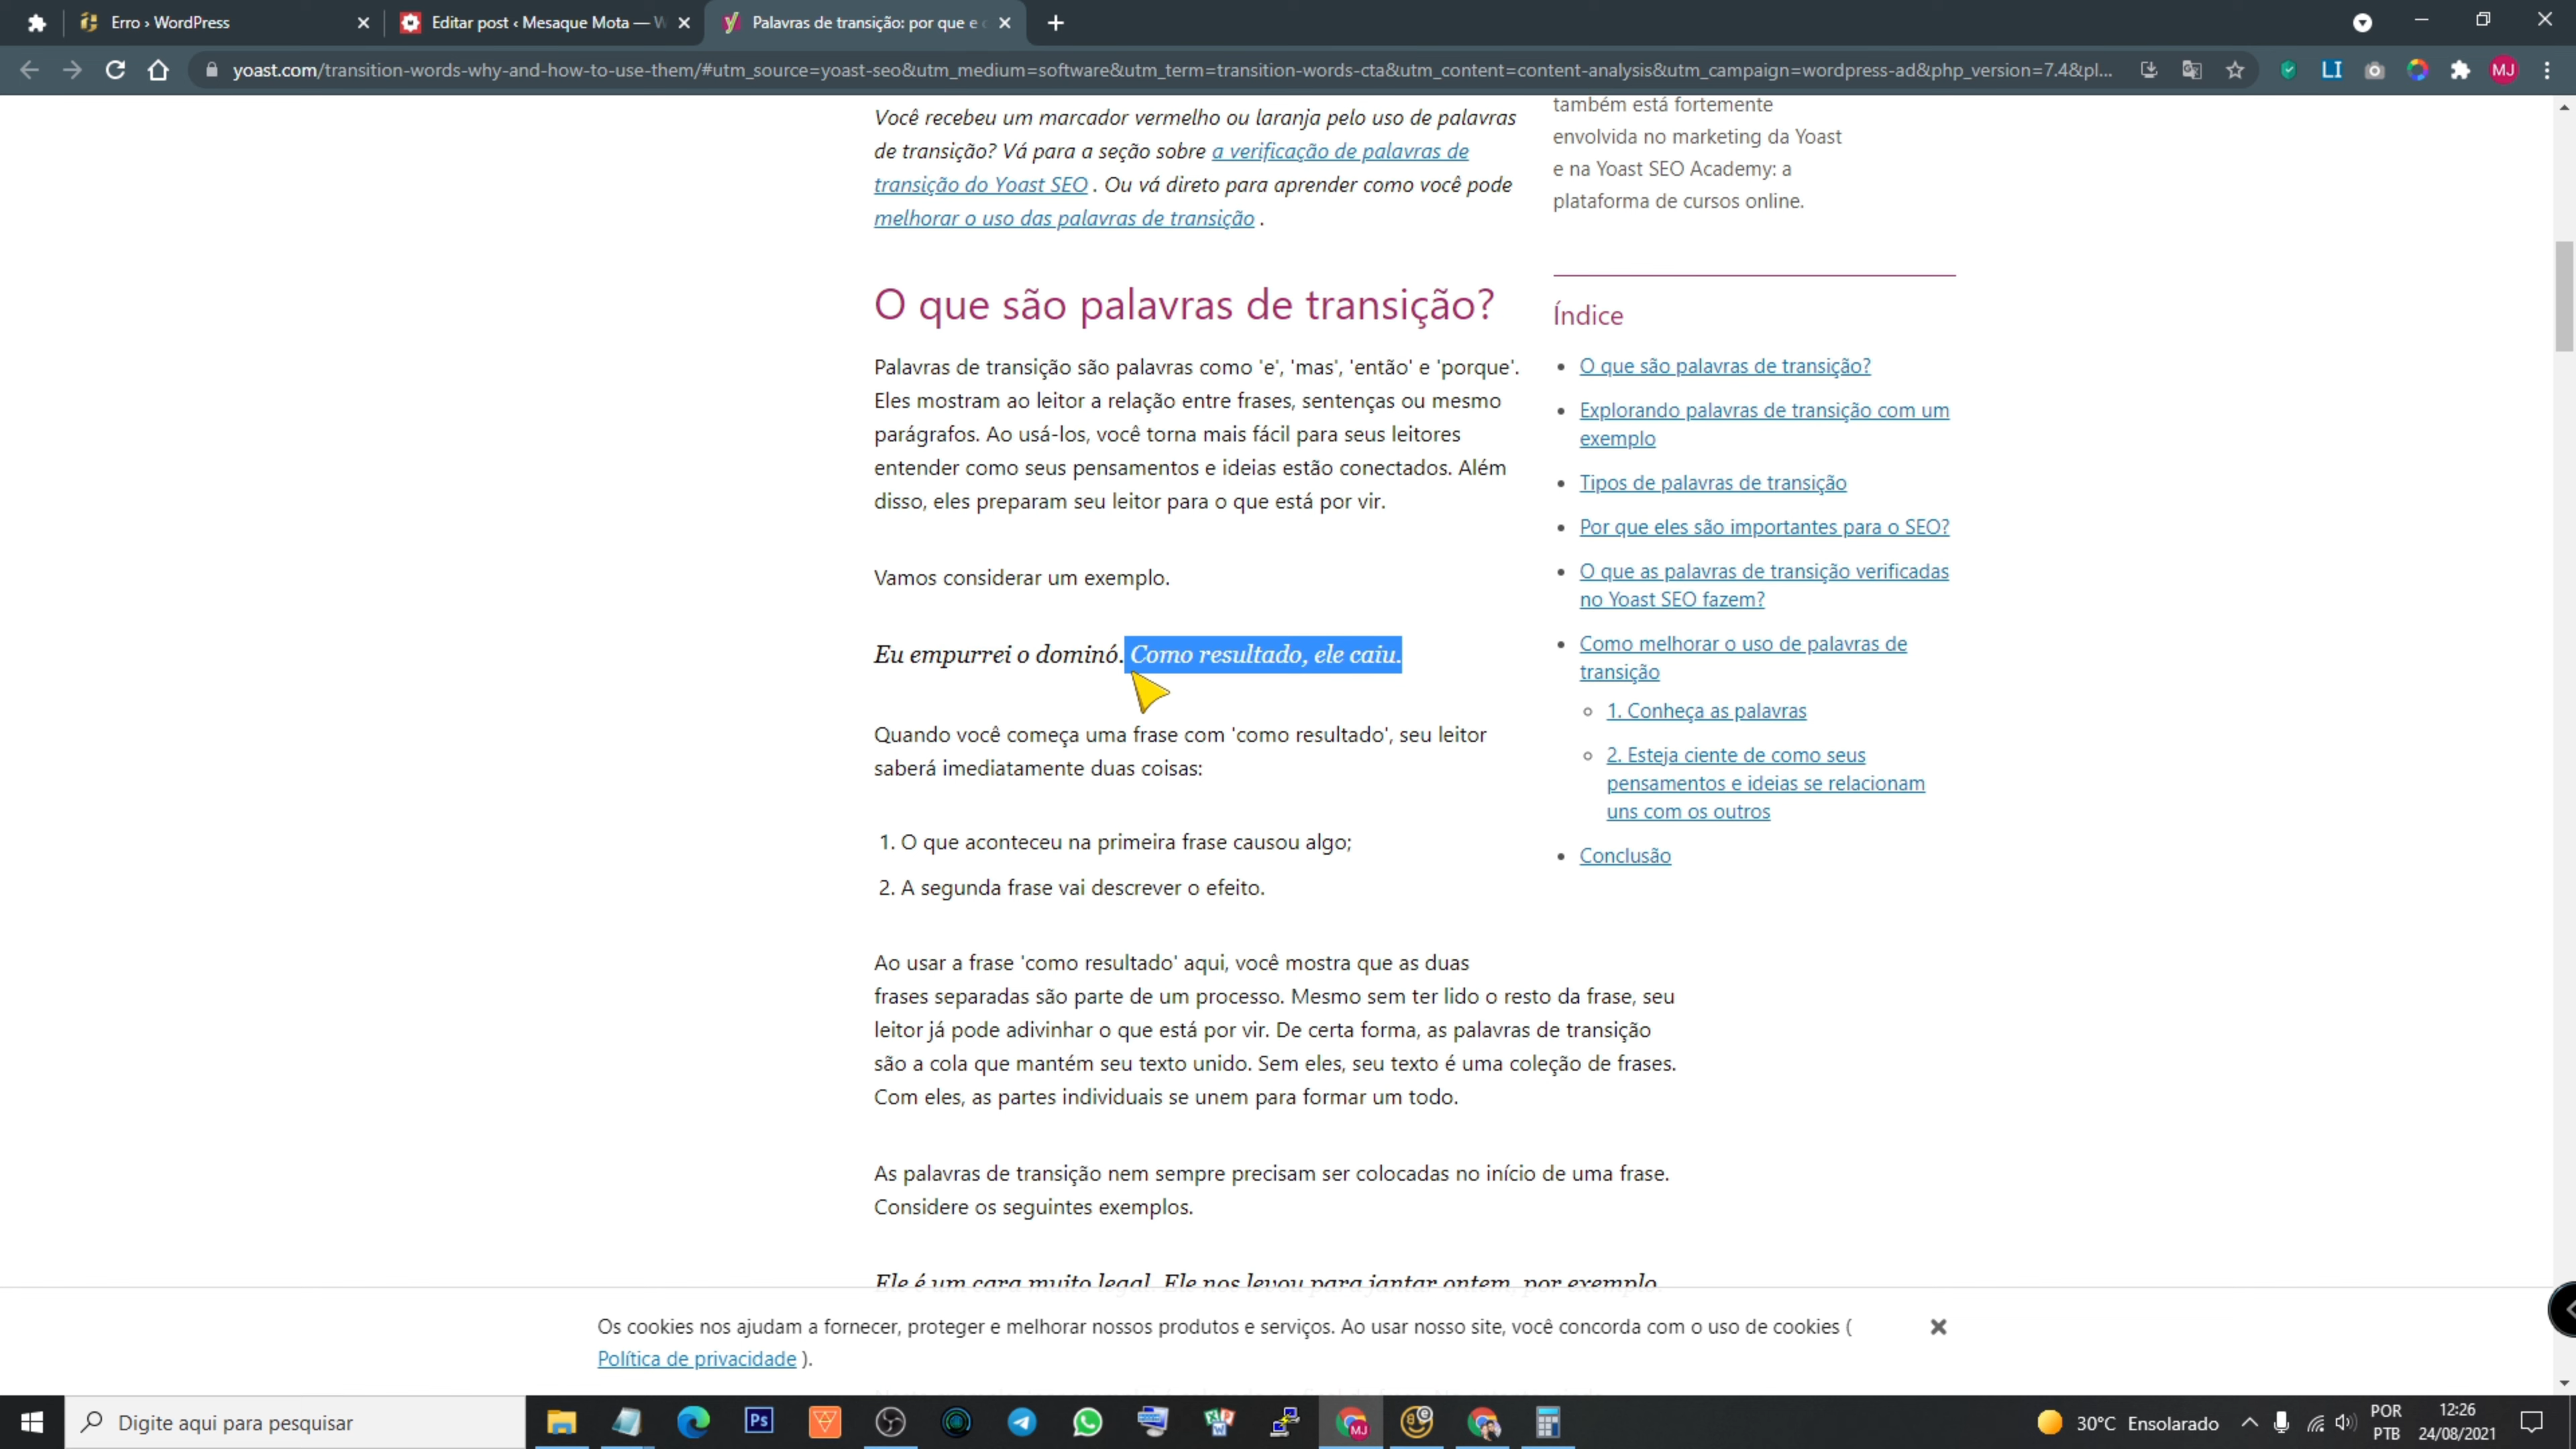 Erro › WordPress
Editar post ‹ Mesaque Mota — W
Palavras de transição: por que e
yoast.com/transition-words-why-and-how-to-use-them/#utm_source=yoast-seo&utm_medium=software&utm_term=transition-words-cta&utm_content=content-analysis&utm_campaign=wordpress-ad&php_version=7.4&pl...
LI
MJ
Você recebeu um marcador vermelho ou laranja pelo uso de palavras
de transição? Vá para a seção sobre a verificação de palavras de
transição do Yoast SEO . Ou vá direto para aprender como você pode
melhorar o uso das palavras de transição .
O que são palavras de transição?
Palavras de transição são palavras como 'e', 'mas', 'então' e 'porque'.
Eles mostram ao leitor a relação entre frases, sentenças ou mesmo
parágrafos. Ao usá-los, você torna mais fácil para seus leitores
entender como seus pensamentos e ideias estão conectados. Além
disso, eles preparam seu leitor para o que está por vir.
Vamos considerar um exemplo.
Eu empurrei o dominó. Como resultado, ele caiu.
Quando você começa uma frase com 'como resultado', seu leitor
saberá imediatamente duas coisas:
1. O que aconteceu na primeira frase causou algo;
2. A segunda frase vai descrever o efeito.
Ao usar a frase 'como resultado' aqui, você mostra que as duas
frases separadas são parte de um processo. Mesmo sem ter lido o resto da frase, seu
leitor já pode adivinhar o que está por vir. De certa forma, as palavras de transição
são a cola que mantém seu texto unido. Sem eles, seu texto é uma coleção de frases.
Com eles, as partes individuais se unem para formar um todo.
As palavras de transição nem sempre precisam ser colocadas no início de uma frase.
Considere os seguintes exemplos.
Ele é um cara muito legal. Ele nos levou para jantar ontem, por exemplo.
também está fortemente
envolvida no marketing da Yoast
e na Yoast SEO Academy: a
plataforma de cursos online.
Índice
O que são palavras de transição?
Explorando palavras de transição com um
exemplo
Tipos de palavras de transição
Por que eles são importantes para o SEO?
O que as palavras de transição verificadas
no Yoast SEO fazem?
Como melhorar o uso de palavras de
transição
1. Conheça as palavras
2. Esteja ciente de como seus
pensamentos e ideias se relacionam
uns com os outros
Conclusão
Os cookies nos ajudam a fornecer, proteger e melhorar nossos produtos e serviços. Ao usar nosso site, você concorda com o uso de cookies (
Política de privacidade ).
Digite aqui para pesquisar
Ps
MJ
30°C Ensolarado
POR
PTB
12:26
24/08/2021